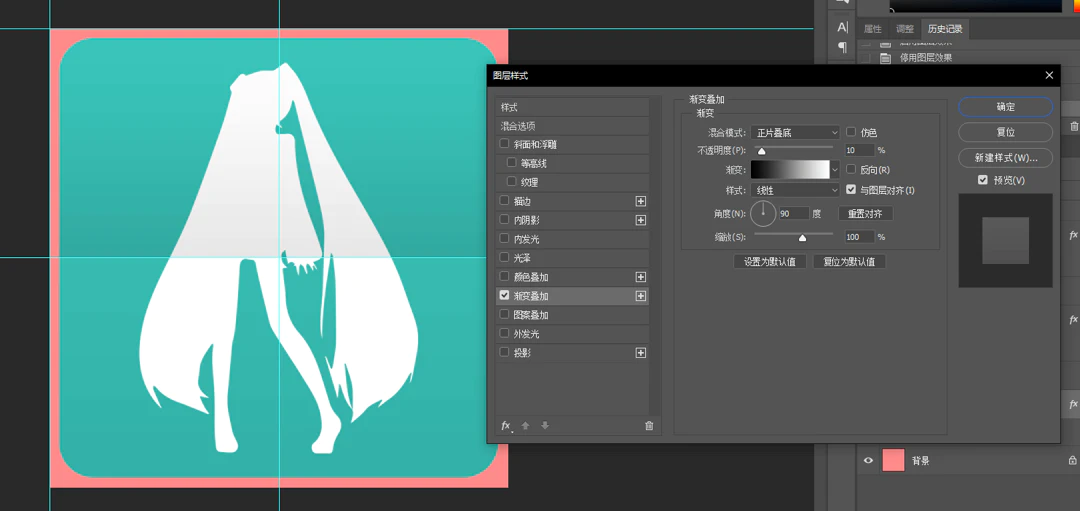 属性 调整 历史记录
停用图层效果
图层样式
样式
混合选项
斜面和浮雕
等高线
纹理
描边
内阴影
内发光
光泽
颜色叠加
渐变叠加
图案叠加
外发光
投影
fx
渐变叠加
渐变
混合模式: 正片叠底 仿色
不透明度(P): 10 %
渐变: 反向(R)
样式: 线性 与图层对齐(I)
角度(N): 90 度 重置对齐
缩放(S): 100 %
设置为默认值 复位为默认值
确定
复位
新建样式(W)...
预览(V)
fx
fx
fx
背景